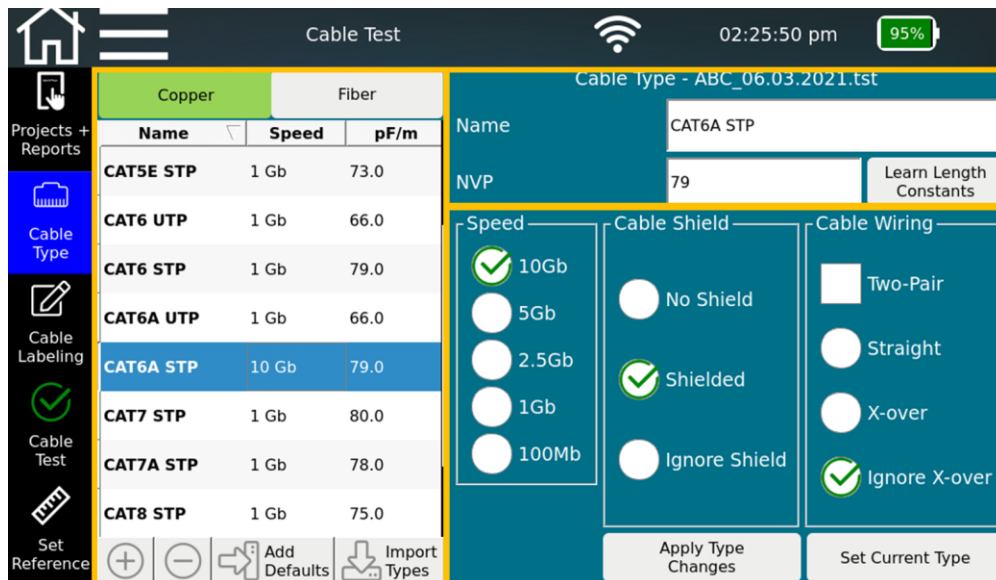 Cable Test
02:25:50 pm
95%
Projects +
Reports
Cable
Type
Cable
Labeling
Cable
Test
Set
Reference
Copper
Fiber
Name Speed pF/m
CAT5E STP 1 Gb 73.0
CAT6 UTP 1 Gb 66.0
CAT6 STP 1 Gb 79.0
CAT6A UTP 1 Gb 66.0
CAT6A STP 10 Gb 79.0
CAT7 STP 1 Gb 80.0
CAT7A STP 1 Gb 78.0
CAT8 STP 1 Gb 75.0
Add
Defaults
Import
Types
Cable Type - ABC_06.03.2021.tst
Name CAT6A STP
NVP 79
Learn Length
Constants
Speed
10Gb
5Gb
2.5Gb
1Gb
100Mb
Cable Shield
No Shield
Shielded
Ignore Shield
Cable Wiring
Two-Pair
Straight
X-over
Ignore X-over
Apply Type
Changes
Set Current Type